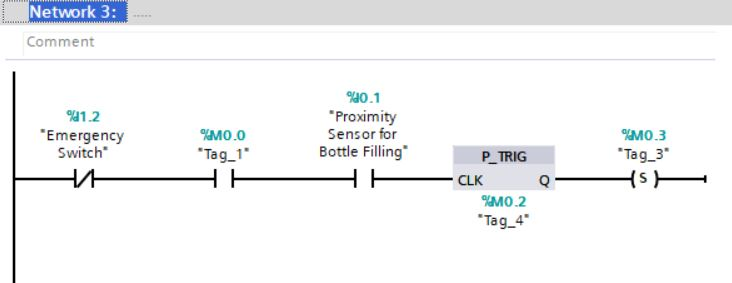 Network 3: .....
Comment
%I1.2
"Emergency
Switch"
%M0.0
"Tag_1"
%I0.1
"Proximity
Sensor for
Bottle Filling"
P_TRIG
CLK Q
%M0.2
"Tag_4"
%M0.3
"Tag_3"
S